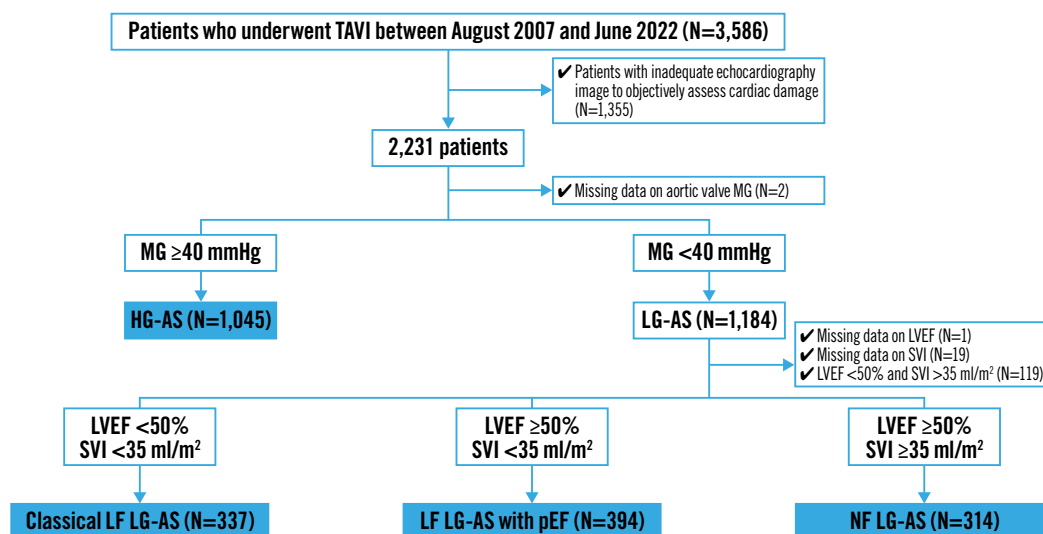 Patients who underwent TAVI between August 2007 and June 2022 (N=3,586)
✔ Patients with inadequate echocardiography
image to objectively assess cardiac damage
(N=1,355)
2,231 patients
✔ Missing data on aortic valve MG (N=2)
MG ≥40 mmHg
MG <40 mmHg
HG-AS (N=1,045)
LG-AS (N=1,184)
✔ Missing data on LVEF (N=1)
✔ Missing data on SVI (N=19)
✔ LVEF <50% and SVI >35 ml/m² (N=119)
LVEF <50%
SVI <35 ml/m²
LVEF ≥50%
SVI <35 ml/m²
LVEF ≥50%
SVI ≥35 ml/m²
Classical LF LG-AS (N=337)
LF LG-AS with pEF (N=394)
NF LG-AS (N=314)